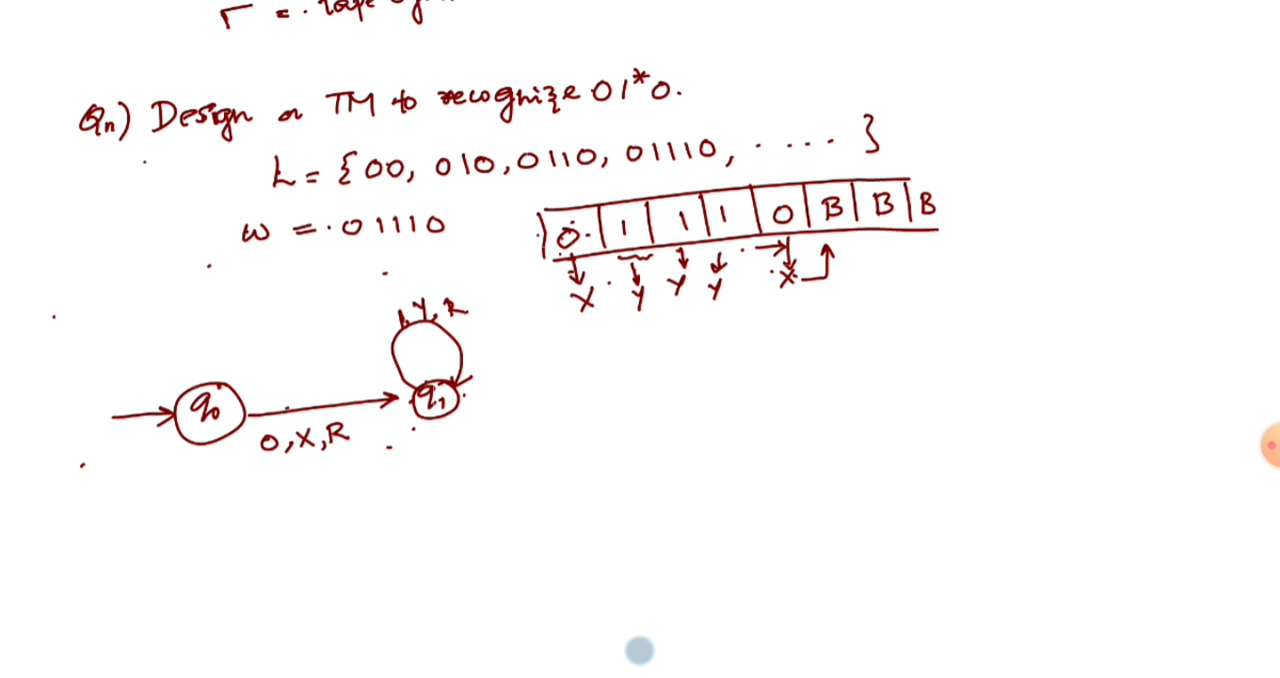 Γ = . tape
Qn) Design a TM to recognize 01*0.
L = {00, 010, 0110, 01110, ..... }
w = .01110
0 1 1 1 0 B B B
X Y Y Y X
1, Y, R
q0 q1
0, X, R